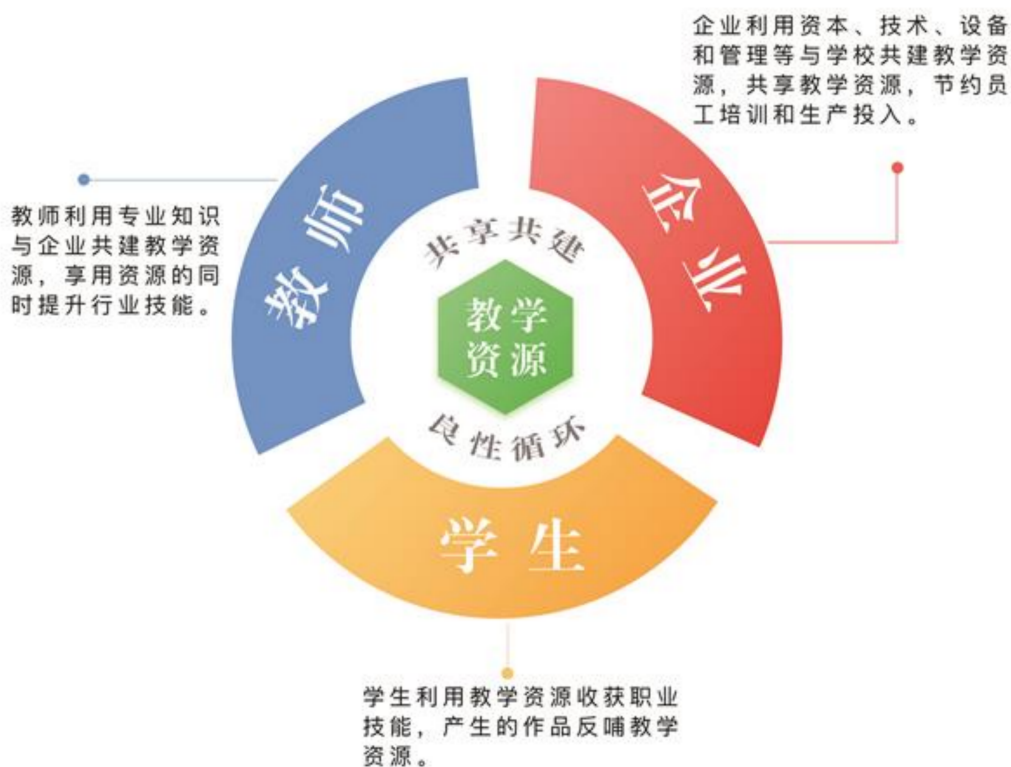 企业利用资本、技术、设备
和管理等与学校共建教学资
源，共享教学资源，节约员
工培训和生产投入。
教师利用专业知识
与企业共建教学资
源，享用资源的同
时提升行业技能。
教师
企业
共享共建
教学
资源
良性循环
学生
学生利用教学资源收获职业
技能，产生的作品反哺教学
资源。